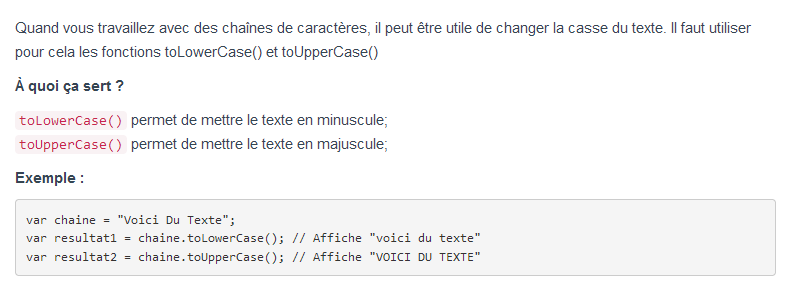 Quand vous travaillez avec des chaînes de caractères, il peut être utile de changer la casse du texte. Il faut utiliser
pour cela les fonctions toLowerCase() et toUpperCase()
À quoi ça sert ?
toLowerCase() permet de mettre le texte en minuscule;
toUpperCase() permet de mettre le texte en majuscule;
Exemple :
var chaine = "Voici Du Texte";
var resultat1 = chaine.toLowerCase(); // Affiche "voici du texte"
var resultat2 = chaine.toUpperCase(); // Affiche "VOICI DU TEXTE"